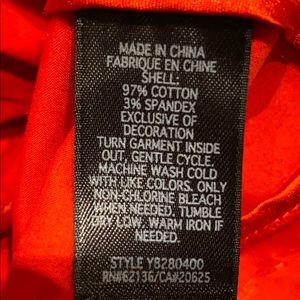 MADE IN CHINA
FABRIQUE EN CHINE
SHELL:
97% COTTON
3% SPANDEX
EXCLUSIVE OF
DECORATION
TURN GARMENT INSIDE
OUT, GENTLE CYCLE,
MACHINE WASH COLD
WITH LIKE COLORS. ONLY
NON-CHLORINE BLEACH
WHEN NEEDED, TUMBLE
DRY LOW. WARM IRON IF
NEEDED.
STYLE Y8280400
RN#62136/CA#20625